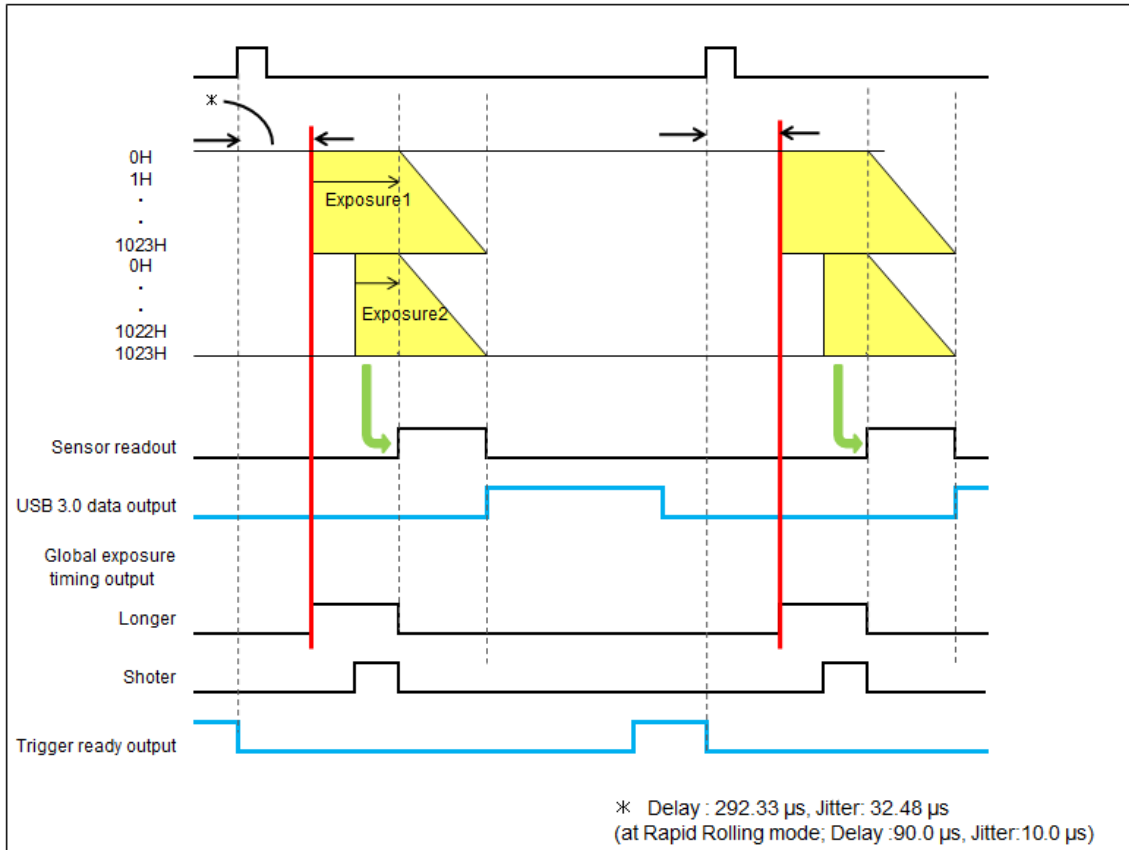 *
0H
1H
.
.
1023H
0H
.
.
1022H
1023H
Exposure1
Exposure2
Sensor readout
USB 3.0 data output
Global exposure
timing output
Longer
Shoter
Trigger ready output
* Delay : 292.33 µs, Jitter: 32.48 µs
(at Rapid Rolling mode; Delay :90.0 µs, Jitter:10.0 µs)